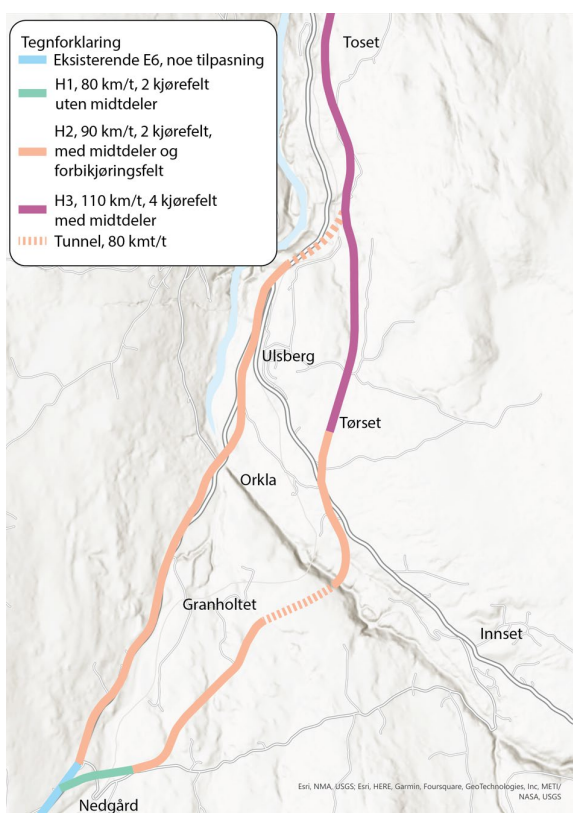 Tegnforklaring
Eksisterende E6, noe tilpasning
H1, 80 km/t, 2 kjørefelt
uten midtdeler
H2, 90 km/t, 2 kjørefelt,
med midtdeler og
forbikjøringsfelt
H3, 110 km/t, 4 kjørefelt
med midtdeler
Tunnel, 80 kmt/t
Toset
Ulsberg
Tørset
Orkla
Granholtet
Innset
Nedgård
Esri, NMA, USGS; Esri, HERE, Garmin, Foursquare, GeoTechnologies, Inc, METI/
NASA, USGS